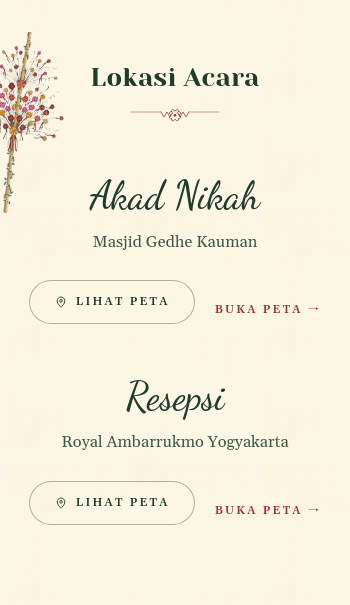 Lokasi Acara
Akad Nikah
Masjid Gedhe Kauman
LIHAT PETA
BUKA PETA →
Resepsi
Royal Ambarrukmo Yogyakarta
LIHAT PETA
BUKA PETA →